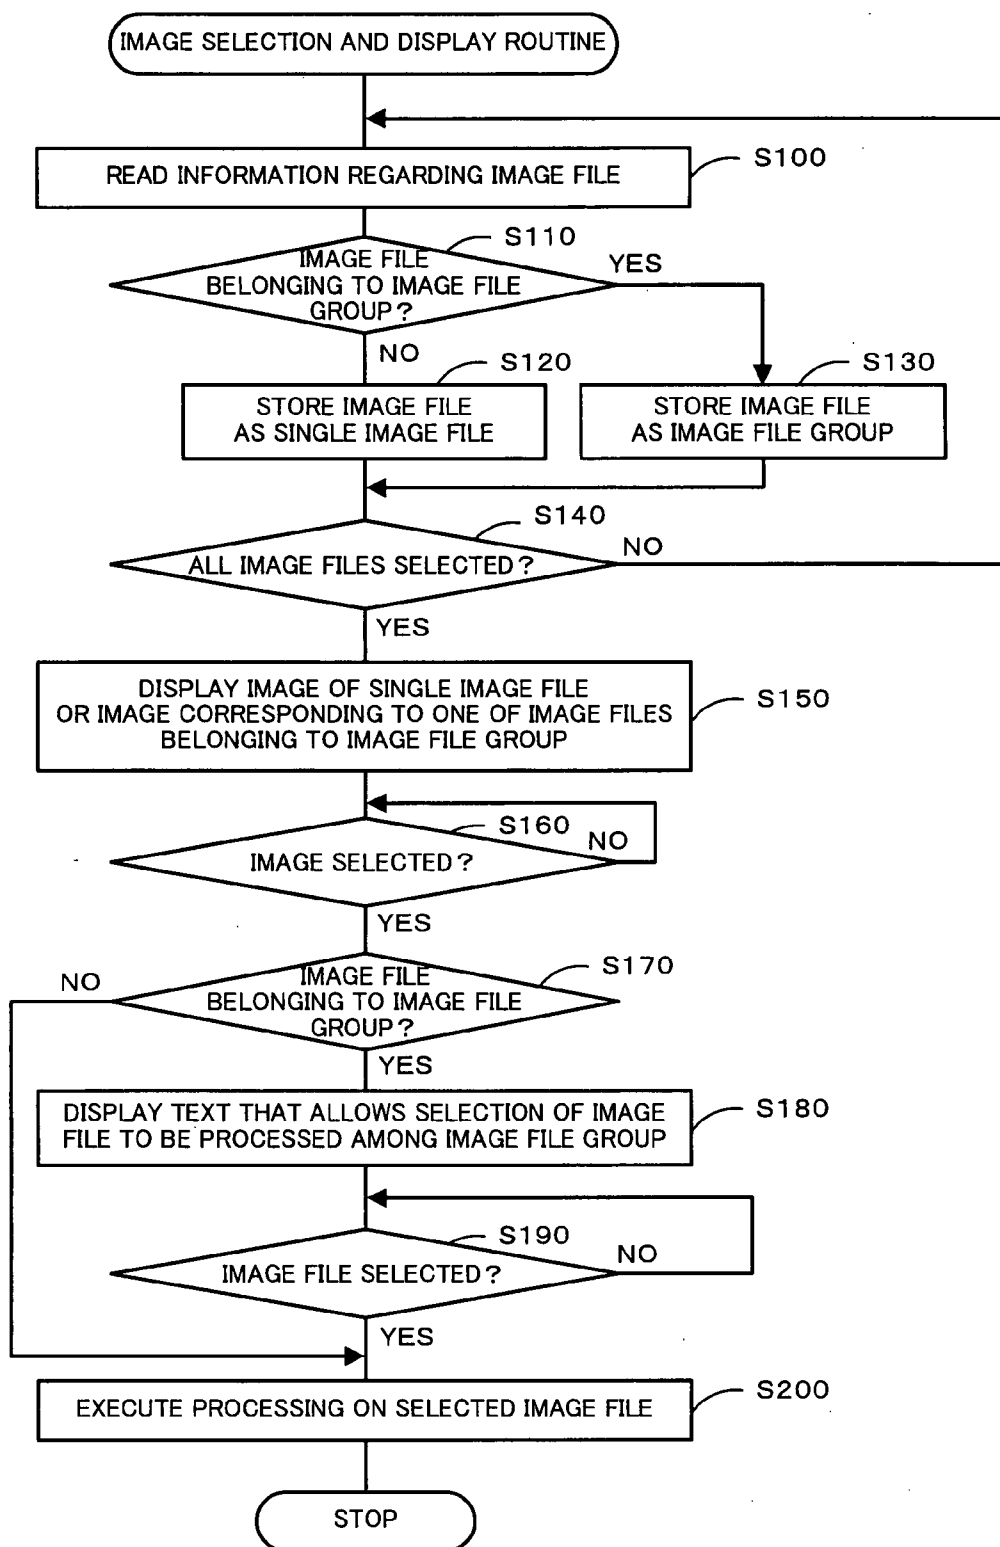 IMAGE SELECTION AND DISPLAY ROUTINE
READ INFORMATION REGARDING IMAGE FILE
S100
S110
IMAGE FILE
BELONGING TO IMAGE FILE
GROUP?
YES
NO
S120
STORE IMAGE FILE
AS SINGLE IMAGE FILE
S130
STORE IMAGE FILE
AS IMAGE FILE GROUP
S140
ALL IMAGE FILES SELECTED?
NO
YES
DISPLAY IMAGE OF SINGLE IMAGE FILE
OR IMAGE CORRESPONDING TO ONE OF IMAGE FILES
BELONGING TO IMAGE FILE GROUP
S150
S160
IMAGE SELECTED?
NO
YES
S170
IMAGE FILE
BELONGING TO IMAGE FILE
GROUP?
NO
YES
DISPLAY TEXT THAT ALLOWS SELECTION OF IMAGE
FILE TO BE PROCESSED AMONG IMAGE FILE GROUP
S180
S190
IMAGE FILE SELECTED?
NO
YES
EXECUTE PROCESSING ON SELECTED IMAGE FILE
S200
STOP